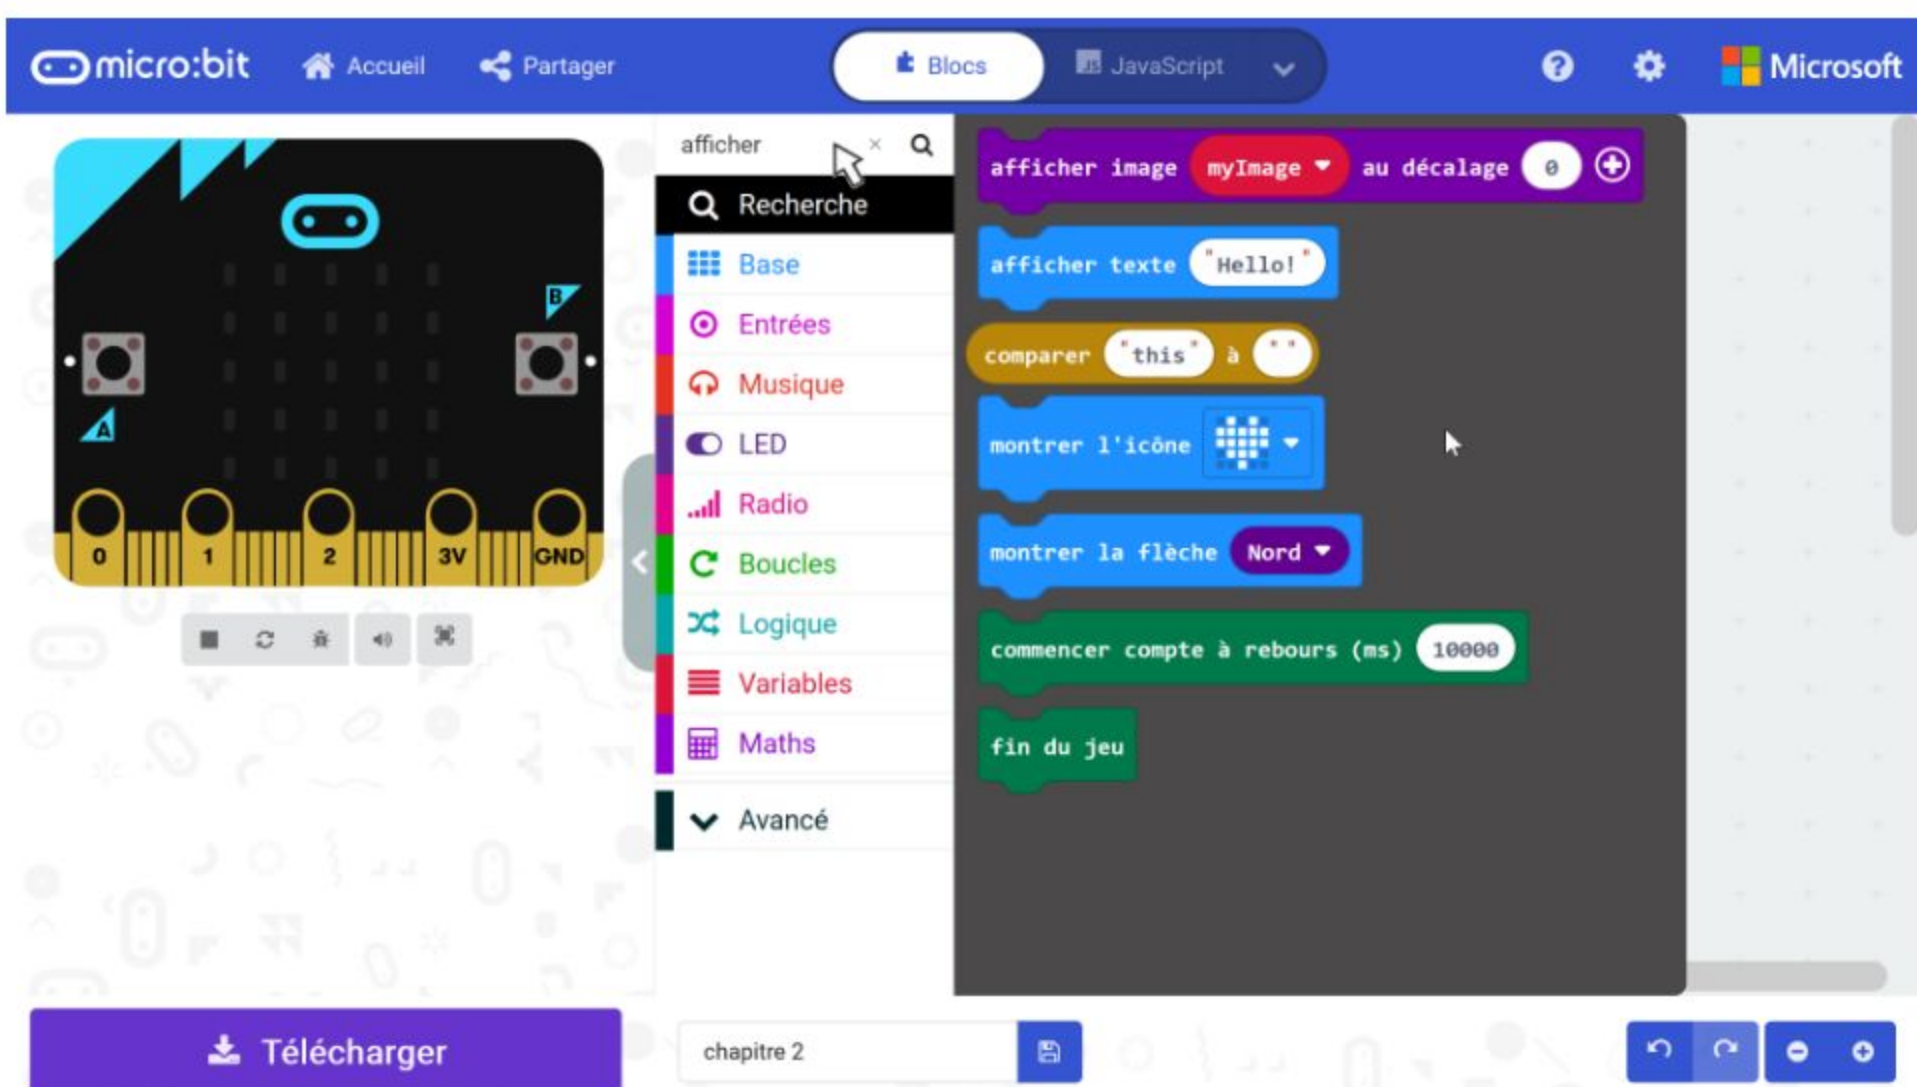 micro:bit Accueil Partager Blocs JS JavaScript ? Microsoft
B
A
0 1 2 3V GND
afficher ×
Recherche
Base
Entrées
Musique
LED
Radio
Boucles
Logique
Variables
Maths
Avancé
afficher image myImage au décalage 0
afficher texte "Hello!"
comparer "this" à ""
montrer l'icône
montrer la flèche Nord
commencer compte à rebours (ms) 10000
fin du jeu
Télécharger
chapitre 2